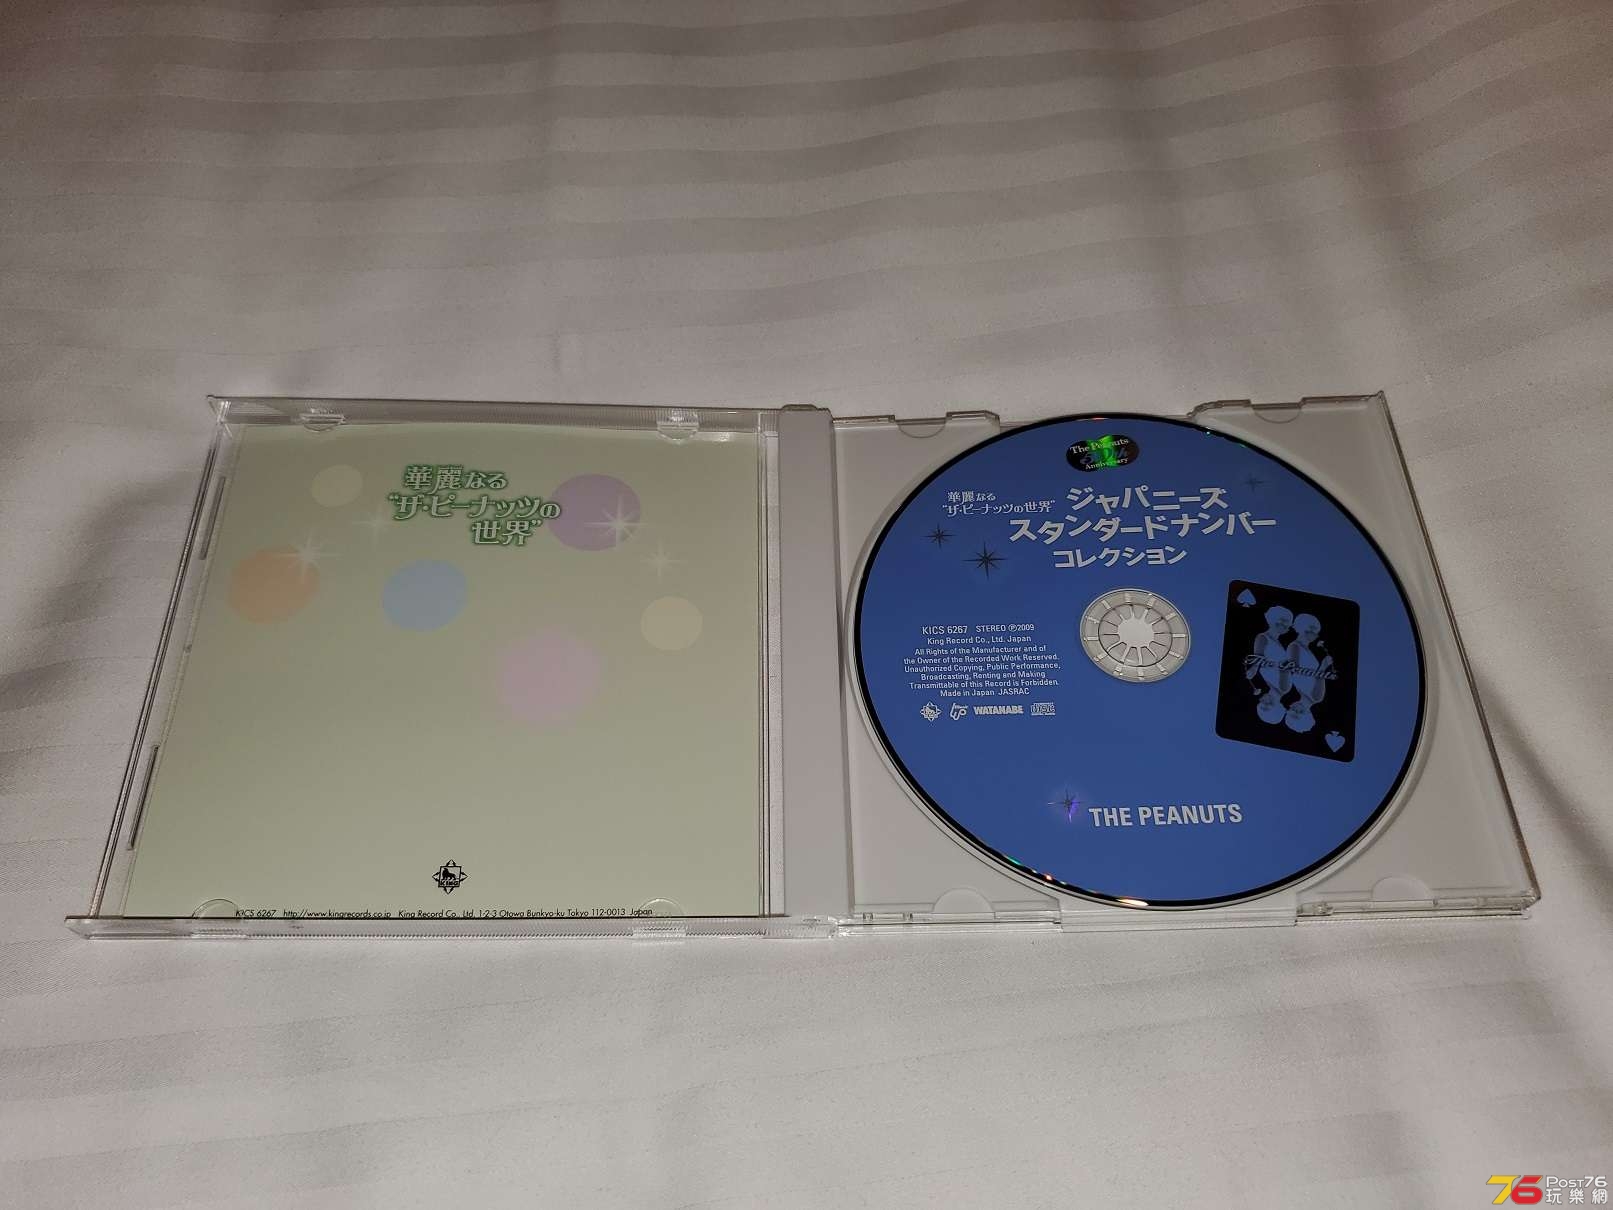 華麗なる
“ザ・ピーナッツの
世界”
KING
KICS 6267 http://www.kingrecords.co.jp King Record Co., Ltd. 1-2-3 Otowa Bunkyo-ku Tokyo 112-0013 Japan
The Peanuts
50th
Anniversary
華麗なる
“ザ・ピーナッツの世界”
ジャパニーズ
スタンダードナンバー
コレクション
KICS 6267 STEREO Ⓟ2009
King Record Co., Ltd. Japan
All Rights of the Manufacturer and of
the Owner of the Recorded Work Reserved.
Unauthorized Copying, Public Performance,
Broadcasting, Renting and Making
Transmittable of this Record is Forbidden.
Made in Japan JASRAC
WATANABE
The Peanuts
THE PEANUTS
76 Post76
玩樂網